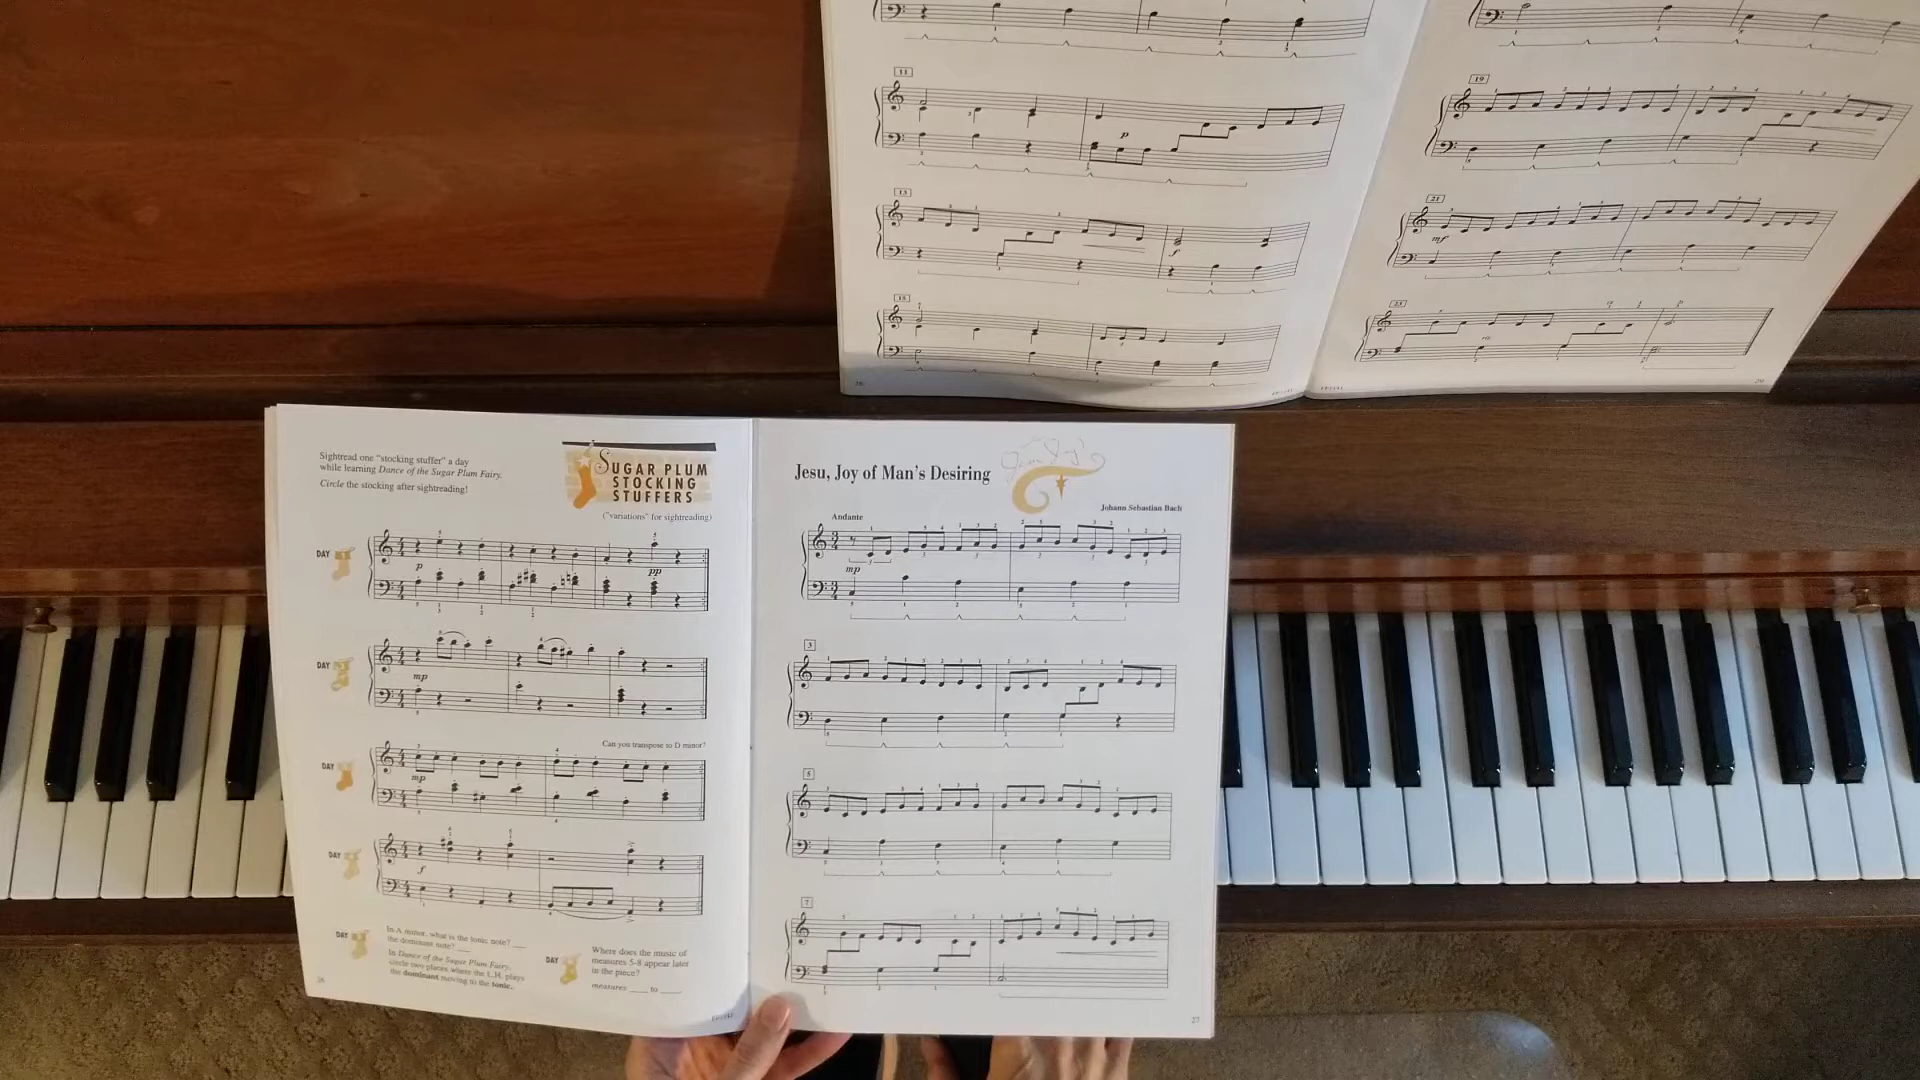 11
13
15
28
19
mf
21
23
29
p
f
Sightread one "stocking stuffer" a day
while learning Dance of the Sugar Plum Fairy.
Circle the stocking after sightreading!
SUGAR PLUM
STOCKING
STUFFERS
("variations" for sightreading)
DAY
p
pp
DAY
mp
Can you transpose to D minor?
DAY
mp
DAY
f
DAY
In A minor, what is the tonic note? ___
the dominant note? ___
In Dance of the Sugar Plum Fairy,
circle two places where the L.H. plays
the dominant moving to the tonic.
DAY
Where does the music of
measures 5-8 appear later
in the piece?
measures ___ to ___
Jesu, Joy of Man's Desiring
Johann Sebastian Bach
Andante
mp
3
5
7
27